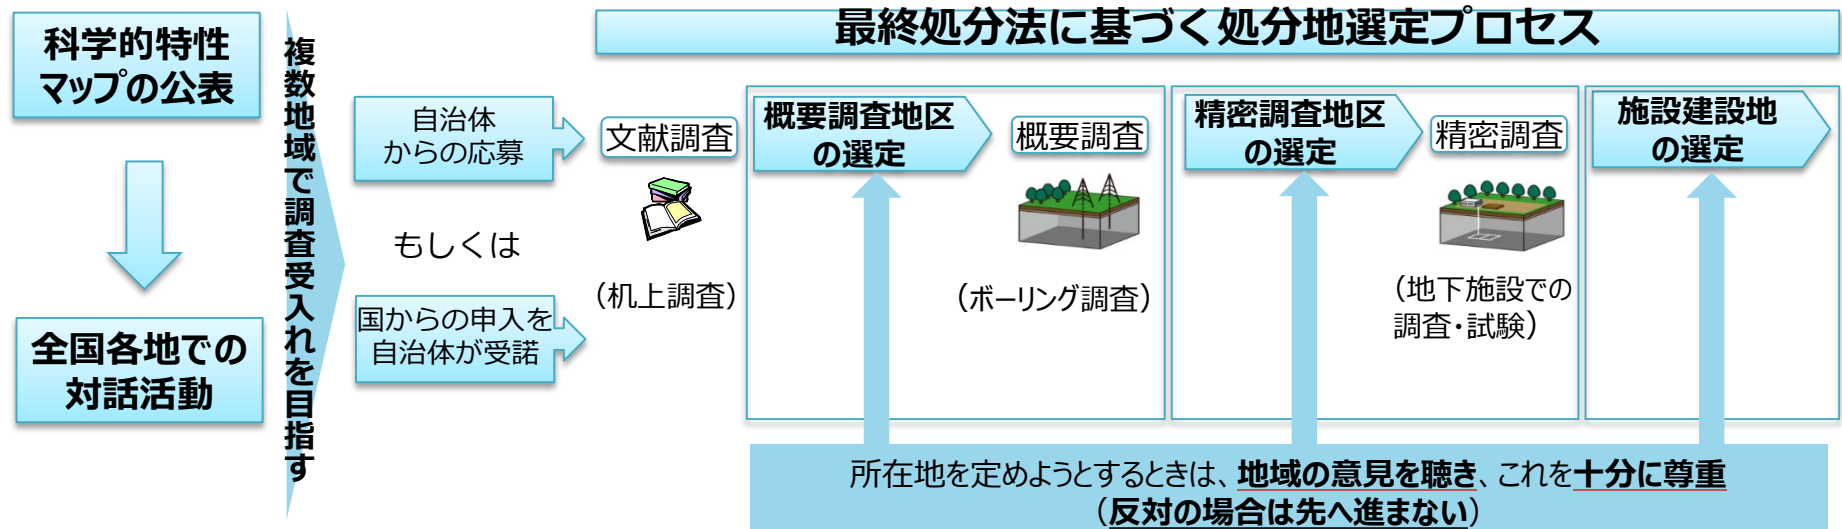 最終処分法に基づく処分地選定プロセス
科学的特性
マップの公表
全国各地での
対話活動
複数地域で調査受入れを目指す
自治体
からの応募
もしくは
国からの申入を
自治体が受諾
文献調査
（机上調査）
概要調査地区
の選定
概要調査
（ボーリング調査）
精密調査地区
の選定
精密調査
（地下施設での
調査・試験）
施設建設地
の選定
所在地を定めようとするときは、地域の意見を聴き、これを十分に尊重
（反対の場合は先へ進まない）